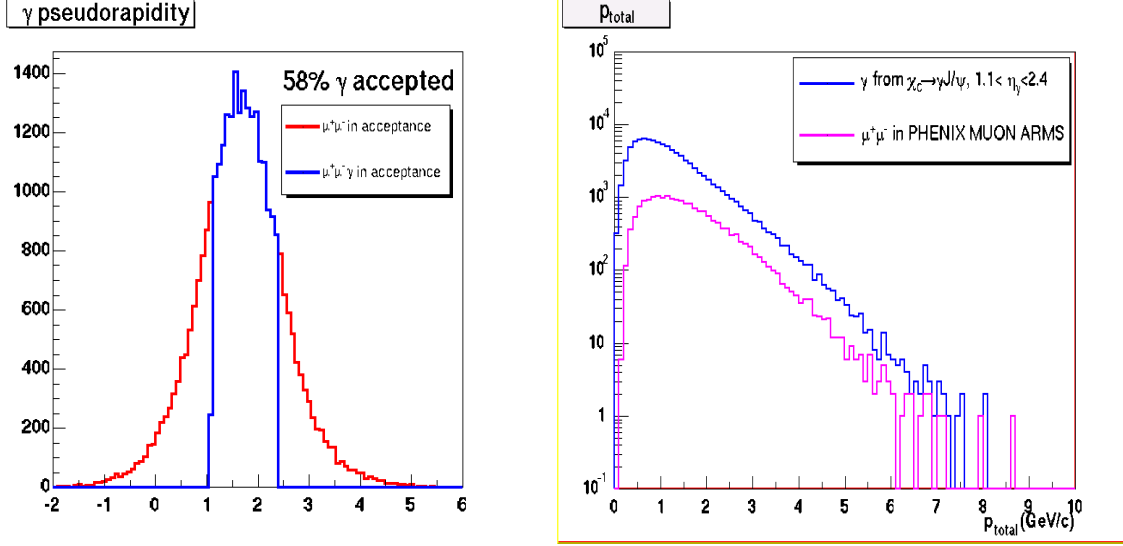 γ pseudorapidity
58% γ accepted
μ⁺μ⁻ in acceptance
μ⁺μ⁻γ in acceptance
1400
1200
1000
800
600
400
200
0
-2 -1 0 1 2 3 4 5 6
p_total
γ from χ_c→γJ/ψ, 1.1< η_γ<2.4
μ⁺μ⁻ in PHENIX MUON ARMS
10⁵
10⁴
10³
10²
10
1
10⁻¹
0 1 2 3 4 5 6 7 8 9 10
p_total(GeV/c)